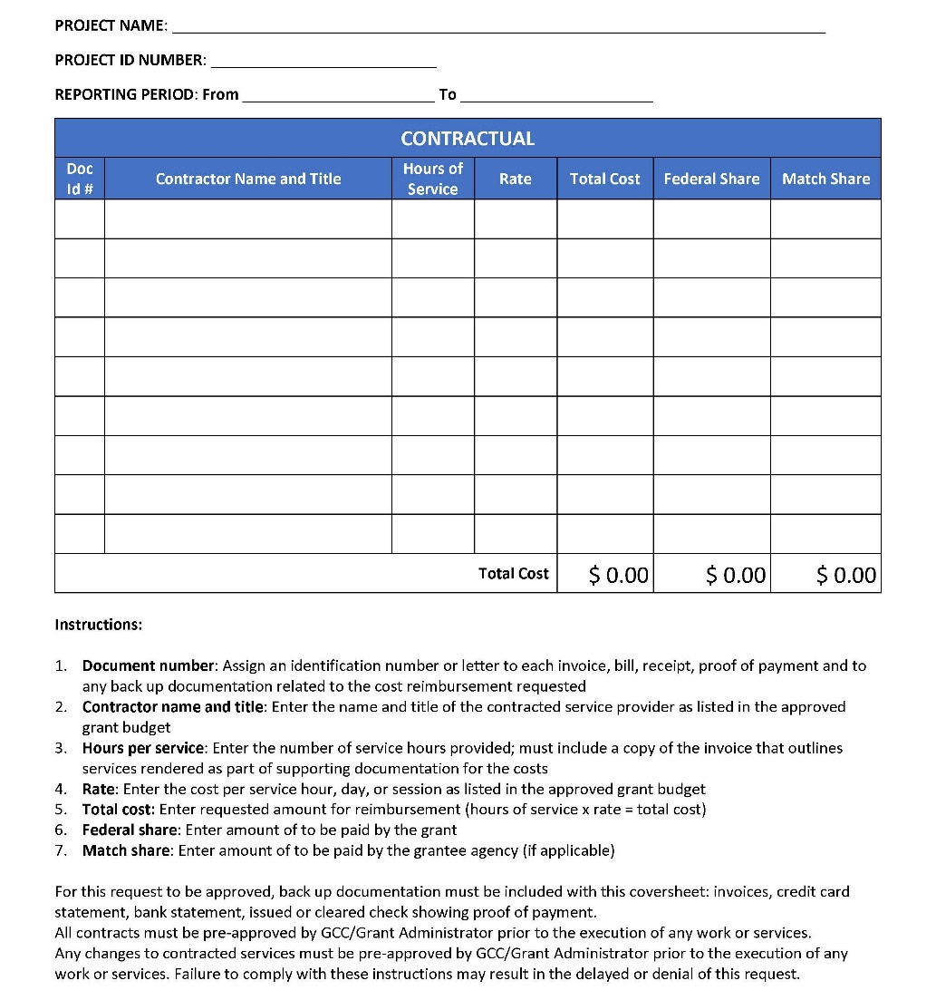 PROJECT NAME: ______________________________
PROJECT ID NUMBER: ______________________________
REPORTING PERIOD: From ____________________ To ____________________
CONTRACTUAL
Doc Id # Contractor Name and Title Hours of Service Rate Total Cost Federal Share Match Share
Total Cost $ 0.00 $ 0.00 $ 0.00
Instructions:
1. Document number: Assign an identification number or letter to each invoice, bill, receipt, proof of payment and to
any back up documentation related to the cost reimbursement requested
2. Contractor name and title: Enter the name and title of the contracted service provider as listed in the approved
grant budget
3. Hours per service: Enter the number of service hours provided; must include a copy of the invoice that outlines
services rendered as part of supporting documentation for the costs
4. Rate: Enter the cost per service hour, day, or session as listed in the approved grant budget
5. Total cost: Enter requested amount for reimbursement (hours of service x rate = total cost)
6. Federal share: Enter amount of to be paid by the grant
7. Match share: Enter amount of to be paid by the grantee agency (if applicable)
For this request to be approved, back up documentation must be included with this coversheet: invoices, credit card
statement, bank statement, issued or cleared check showing proof of payment.
All contracts must be pre-approved by GCC/Grant Administrator prior to the execution of any work or services.
Any changes to contracted services must be pre-approved by GCC/Grant Administrator prior to the execution of any
work or services. Failure to comply with these instructions may result in the delayed or denial of this request.